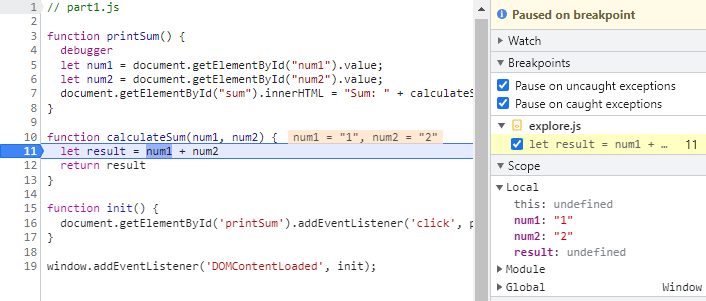 1 // part1.js
2
3 function printSum() {
4 debugger
5 let num1 = document.getElementById("num1").value;
6 let num2 = document.getElementById("num2").value;
7 document.getElementById("sum").innerHTML = "Sum: " + calculateS
8 }
9
10 function calculateSum(num1, num2) { num1 = "1", num2 = "2"
11 let result = num1 + num2
12 return result
13 }
14
15 function init() {
16 document.getElementById('printSum').addEventListener('click', p
17 }
18
19 window.addEventListener('DOMContentLoaded', init);
Paused on breakpoint
Watch
Breakpoints
Pause on uncaught exceptions
Pause on caught exceptions
explore.js
let result = num1 + … 11
Scope
Local
this: undefined
num1: "1"
num2: "2"
result: undefined
Module
Global Window